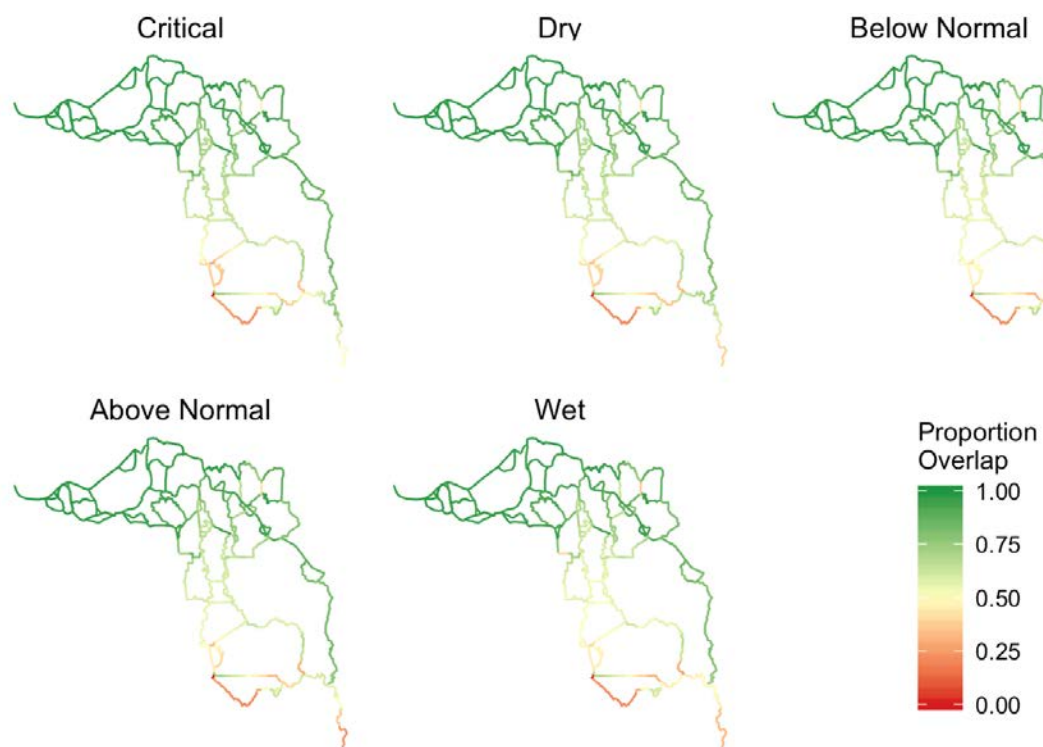 Critical
Dry
Below Normal
Above Normal
Wet
Proportion
Overlap
1.00
0.75
0.50
0.25
0.00